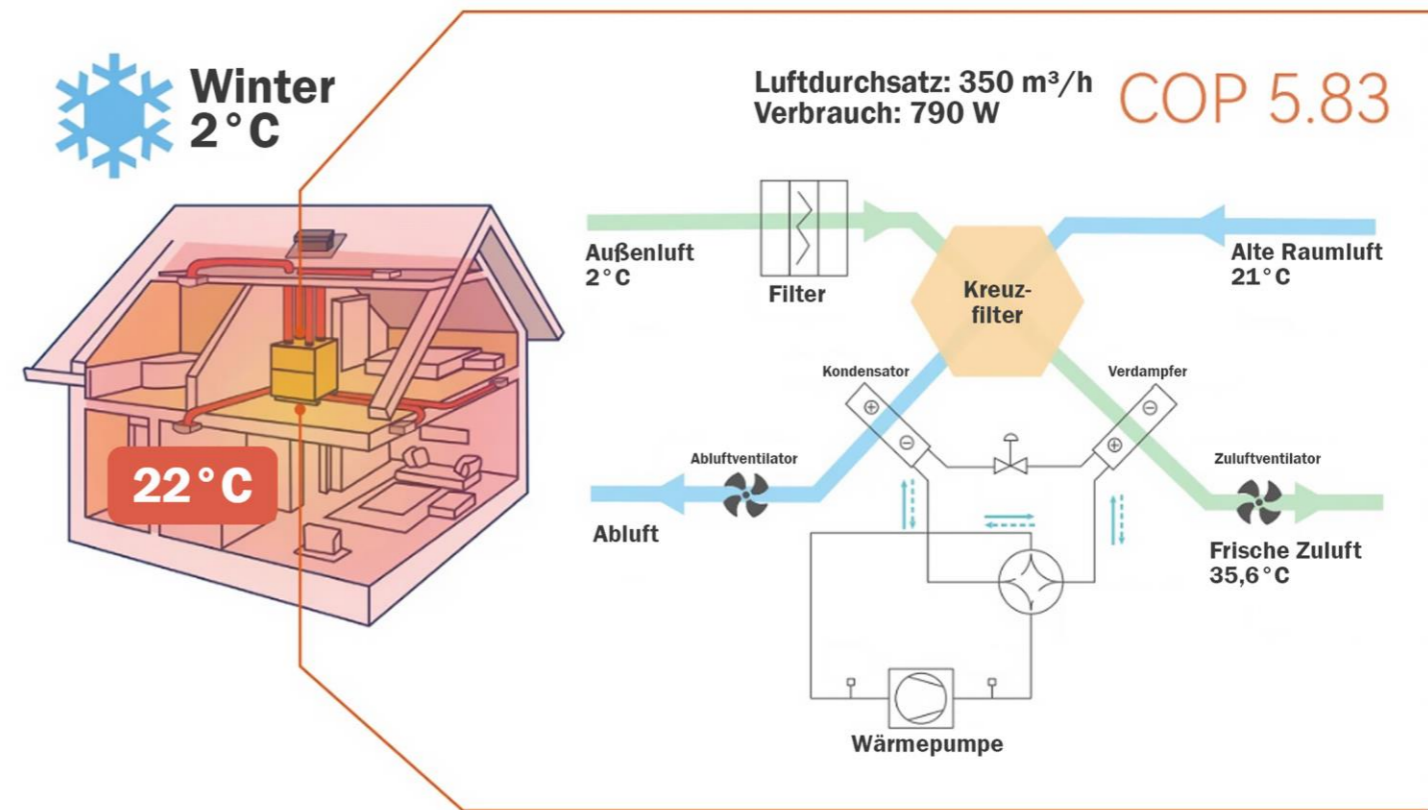 Winter
2°C
Luftdurchsatz: 350 m³/h
Verbrauch: 790 W
COP 5.83
Außenluft
2°C
Filter
Kreuz-
filter
Alte Raumluft
21°C
Kondensator
Verdampfer
22°C
Abluftventilator
Zuluftventilator
Abluft
Frische Zuluft
35,6°C
Wärmepumpe